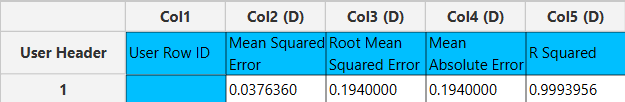 Col1 Col2 (D) Col3 (D) Col4 (D) Col5 (D)
User Header User Row ID Mean Squared Error Root Mean Squared Error Mean Absolute Error R Squared
1 0.0376360 0.1940000 0.1940000 0.9993956